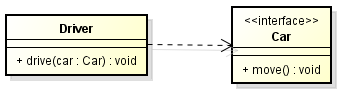 Driver
+ drive(car : Car) : void
<<interface>>
Car
+ move() : void